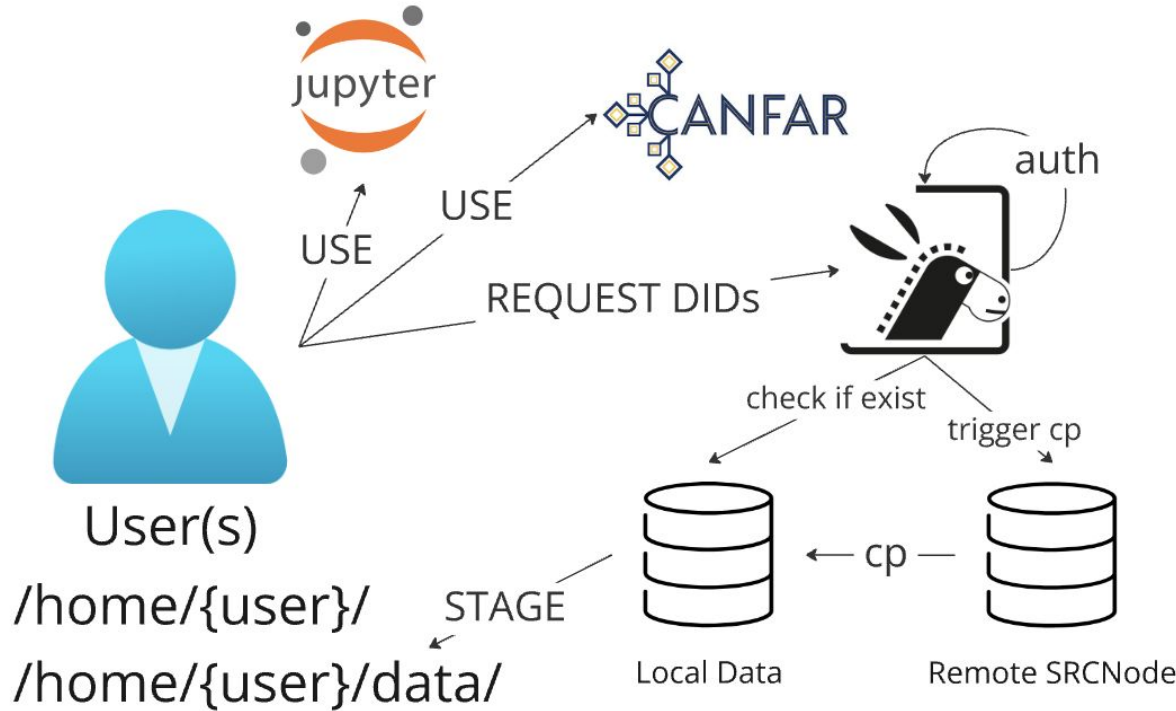 jupyter
CANFAR
auth
USE
USE
REQUEST DIDs
check if exist
trigger cp
User(s)
cp
/home/{user}/
STAGE
/home/{user}/data/
Local Data
Remote SRCNode